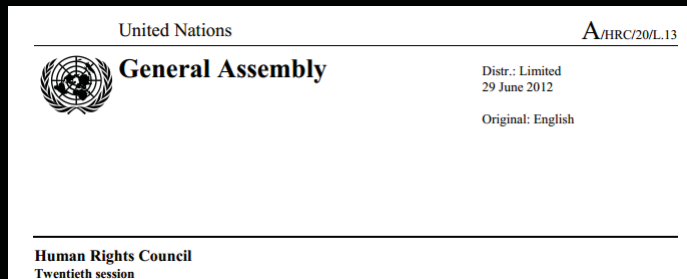 United Nations
A/HRC/20/L.13
General Assembly
Distr.: Limited
29 June 2012
Original: English
Human Rights Council
Twentieth session